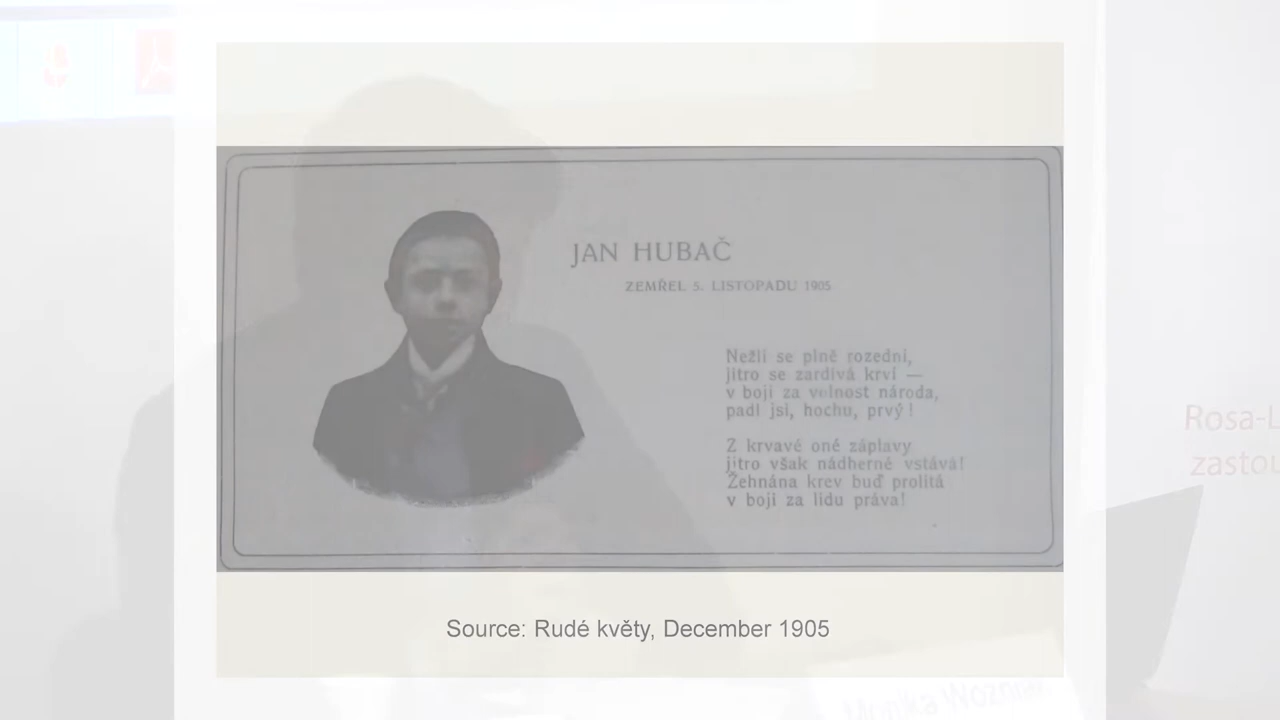 JAN HUBAČ
ZEMŘEL 5. LISTOPADU 1905
Nežli se plně rozední,
jitro se zardívá krví —
v boji za volnost národa,
padl jsi, hochu, prvý!
Z krvavé oné záplavy
jitro však nádherné vstává!
Žehnána krev buď prolitá
v boji za lidu práva!
Source: Rudé květy, December 1905
Rosa-L
zastou
Monika